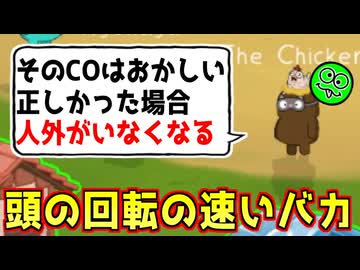 The Chicken
そのCOはおかしい
正しかった場合
人外がいなくなる
頭の回転の速いバカ